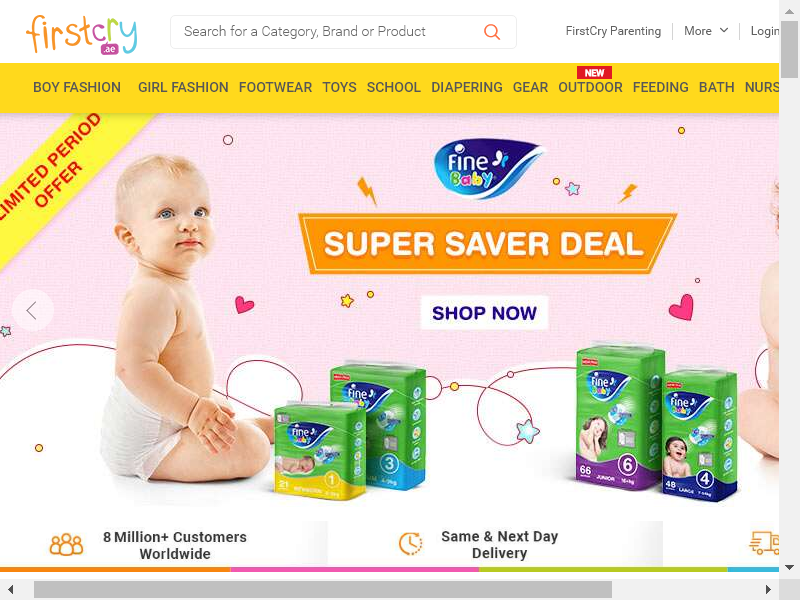 firstcry
.ae
Search for a Category, Brand or Product
FirstCry Parenting
More
Login
BOY FASHION
GIRL FASHION
FOOTWEAR
TOYS
SCHOOL
DIAPERING
GEAR
NEW
OUTDOOR
FEEDING
BATH
NURS
LIMITED PERIOD
OFFER
Fine
Baby
SUPER SAVER DEAL
SHOP NOW
Fine
Baby
3
Fine
Baby
21
1
Fine
Baby
66
JUNIOR
6
Fine
Baby
48
LARGE
4
8 Million+ Customers
Worldwide
Same & Next Day
Delivery